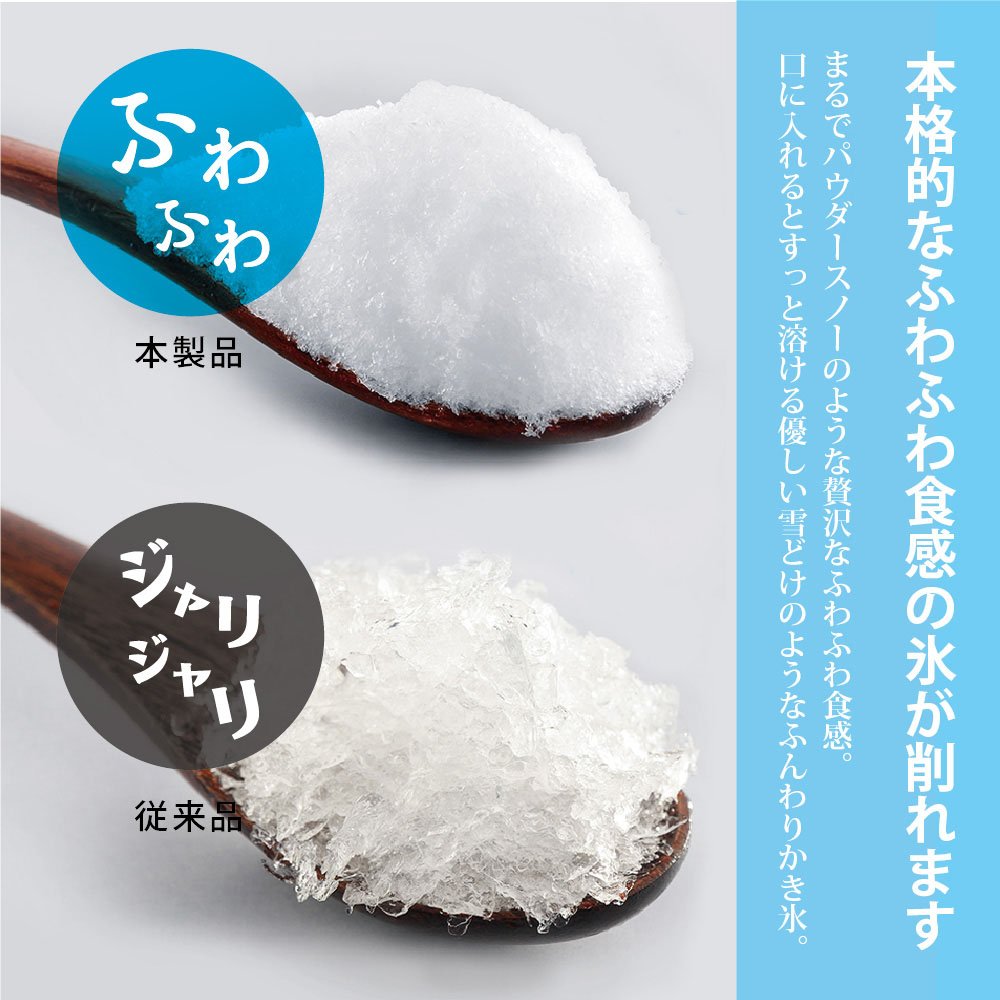 本格的なふわふわ食感の氷が削れます
まるでパウダースノーのような贅沢なふわふわ食感。
口に入れるとすっと溶ける優しい雪どけのようなふんわりかき氷。
ふわ
ふわ
本製品
ジャリ
ジャリ
従来品